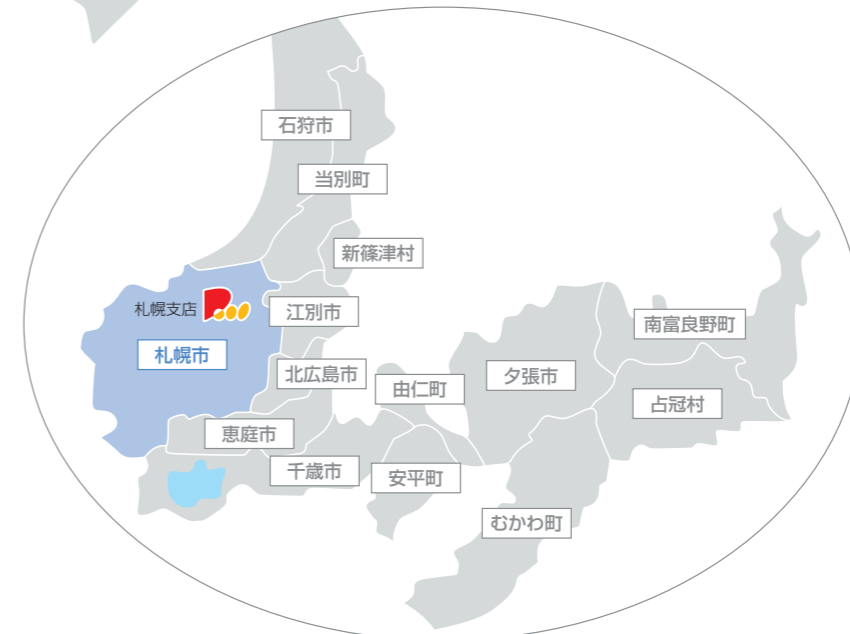 石狩市
当別町
新篠津村
札幌支店
江別市
南富良野町
札幌市
北広島市
由仁町
夕張市
占冠村
恵庭市
千歳市
安平町
むかわ町